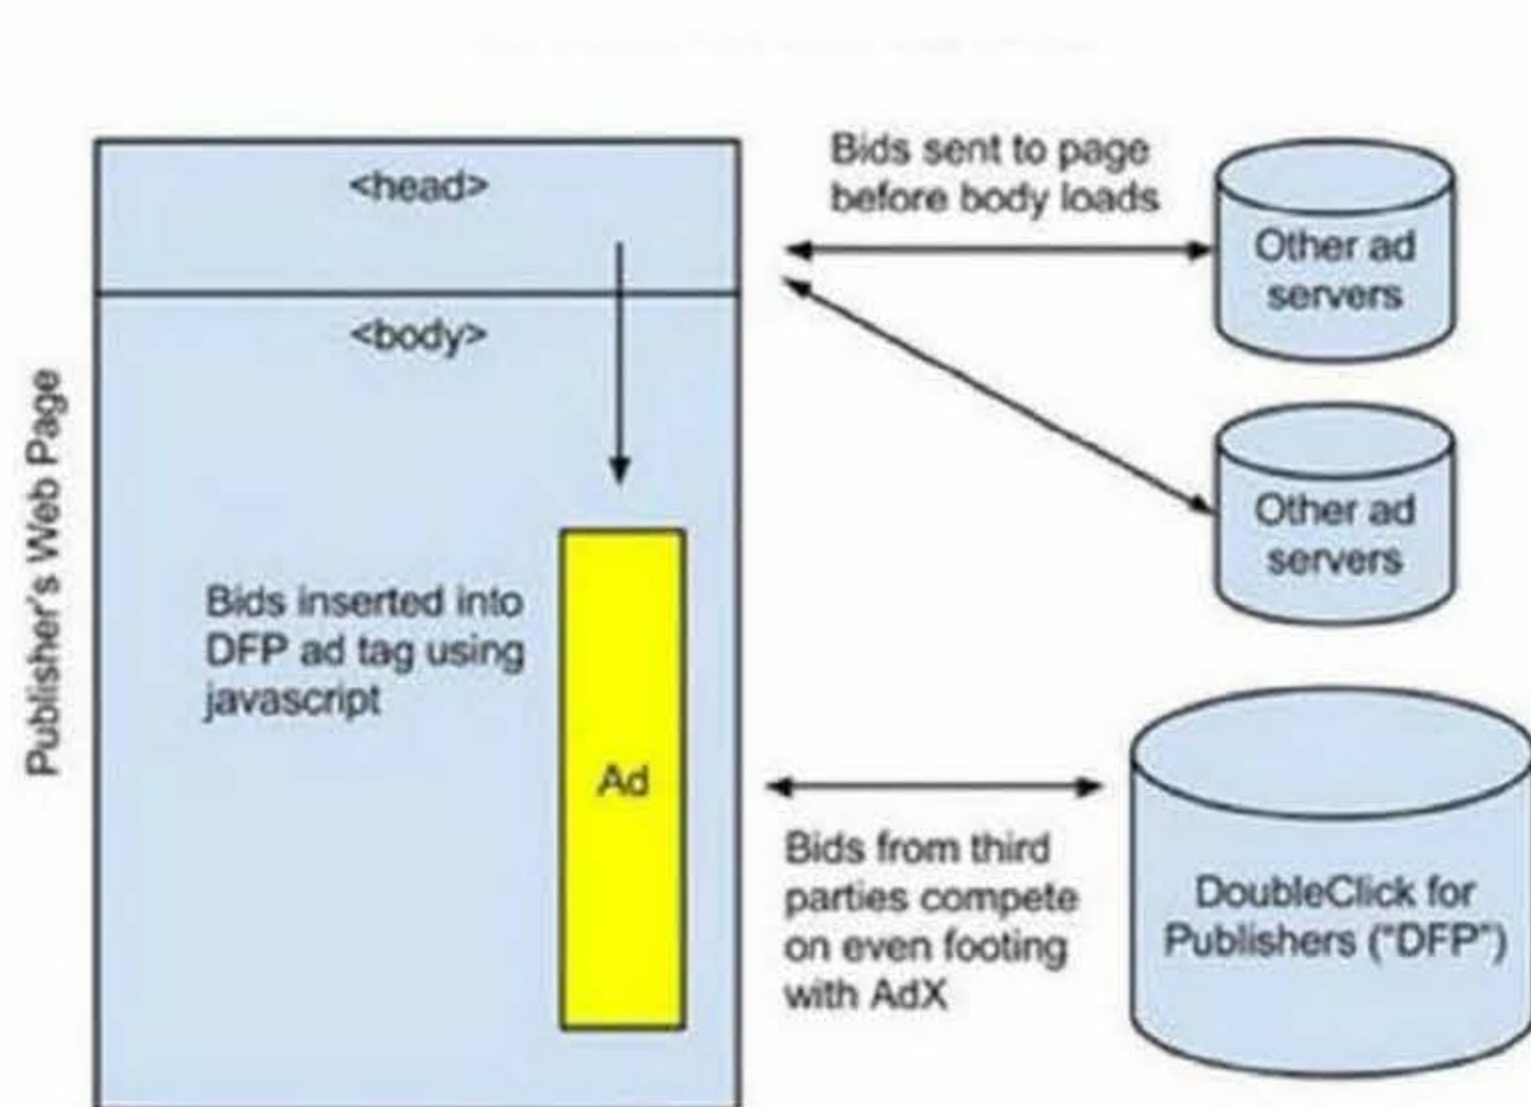 <head>
<body>
Publisher's Web Page
Bids inserted into
DFP ad tag using
javascript
Ad
Bids sent to page
before body loads
Other ad
servers
Other ad
servers
Bids from third
parties compete
on even footing
with AdX
DoubleClick for
Publishers ("DFP")